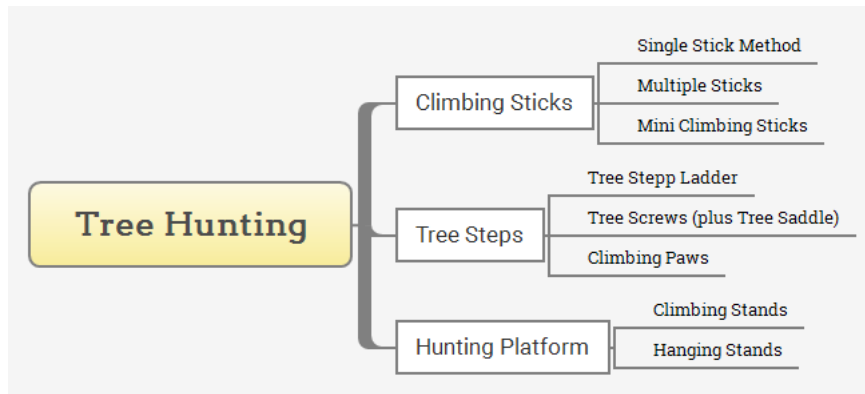 Tree Hunting
Climbing Sticks
Single Stick Method
Multiple Sticks
Mini Climbing Sticks
Tree Steps
Tree Stepp Ladder
Tree Screws (plus Tree Saddle)
Climbing Paws
Hunting Platform
Climbing Stands
Hanging Stands